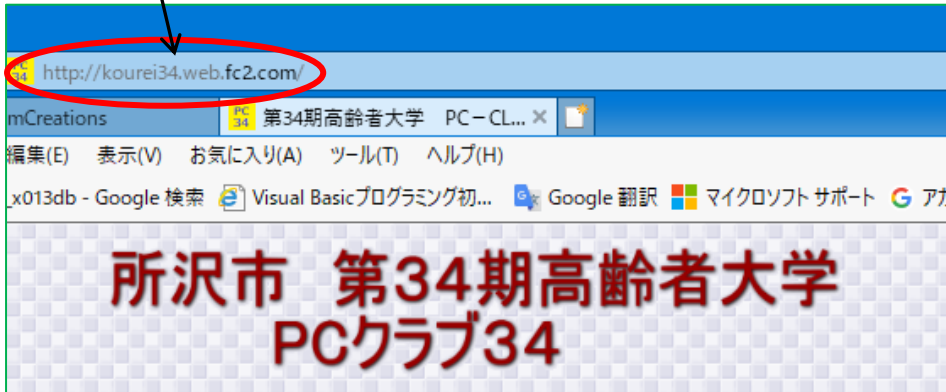 PC 34 http://kourei34.web.fc2.com/
mCreations PC 34 第34期高齢者大学 PC－CL...
編集(E) 表示(V) お気に入り(A) ツール(T) ヘルプ(H)
_x013db - Google 検索 Visual Basicプログラミング初... Google 翻訳 マイクロソフト サポート G アカ
所沢市 第34期高齢者大学
PCクラブ34